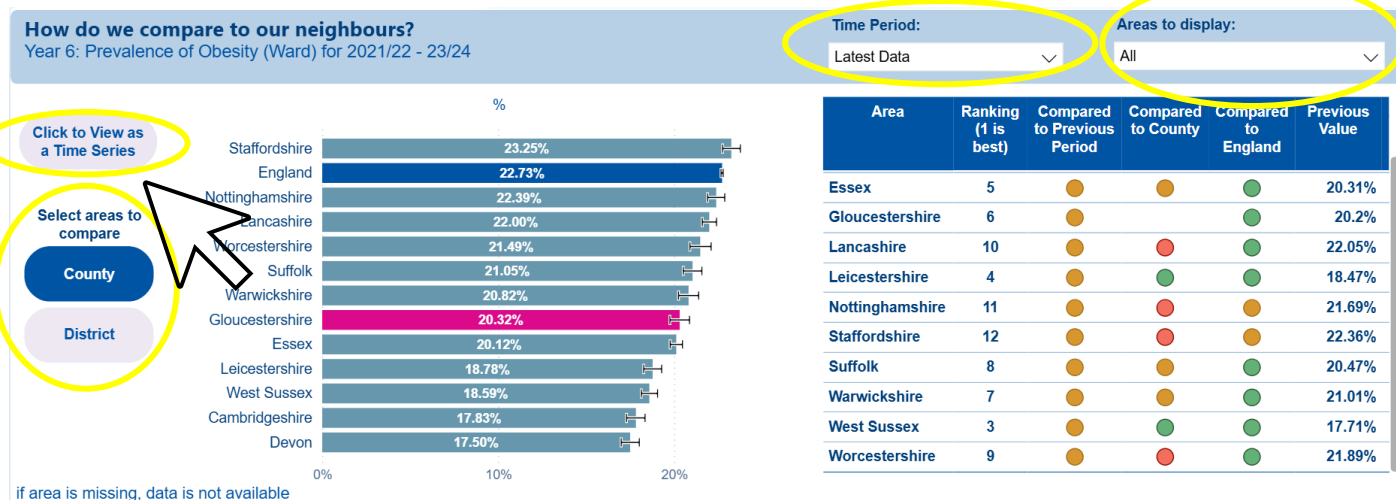 How do we compare to our neighbours?
Year 6: Prevalence of Obesity (Ward) for 2021/22 - 23/24
Time Period:
Latest Data
Areas to display:
All
Click to View as
a Time Series
Select areas to
compare
County
District
%
Staffordshire 23.25%
England 22.73%
Nottinghamshire 22.39%
Lancashire 22.00%
Worcestershire 21.49%
Suffolk 21.05%
Warwickshire 20.82%
Gloucestershire 20.32%
Essex 20.12%
Leicestershire 18.78%
West Sussex 18.59%
Cambridgeshire 17.83%
Devon 17.50%
0% 10% 20%
if area is missing, data is not available
Area Ranking Compared Compared Compared Previous
(1 is to Previous to County to Value
best) Period England
Essex 5 20.31%
Gloucestershire 6 20.2%
Lancashire 10 22.05%
Leicestershire 4 18.47%
Nottinghamshire 11 21.69%
Staffordshire 12 22.36%
Suffolk 8 20.47%
Warwickshire 7 21.01%
West Sussex 3 17.71%
Worcestershire 9 21.89%